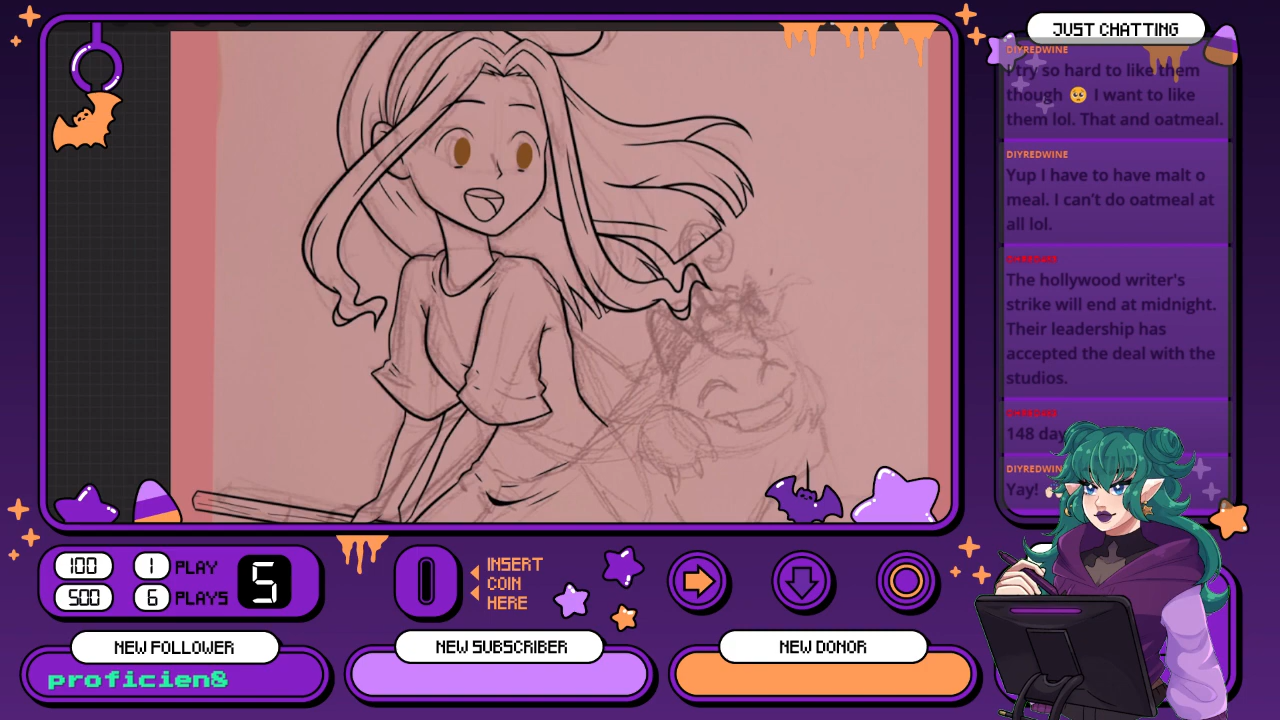 JUST CHATTING
DIYREDWINE
I try so hard to like them
though 🥺 I want to like
them lol. That and oatmeal.
DIYREDWINE
Yup I have to have malt o
meal. I can't do oatmeal at
all lol.
The hollywood writer's
strike will end at midnight.
Their leadership has
accepted the deal with the
studios.
148 day
DIYREDWIN
Yay!
100
1 PLAY
500
6 PLAYS
5
INSERT
COIN
HERE
NEW FOLLOWER
proficien&
NEW SUBSCRIBER
NEW DONOR